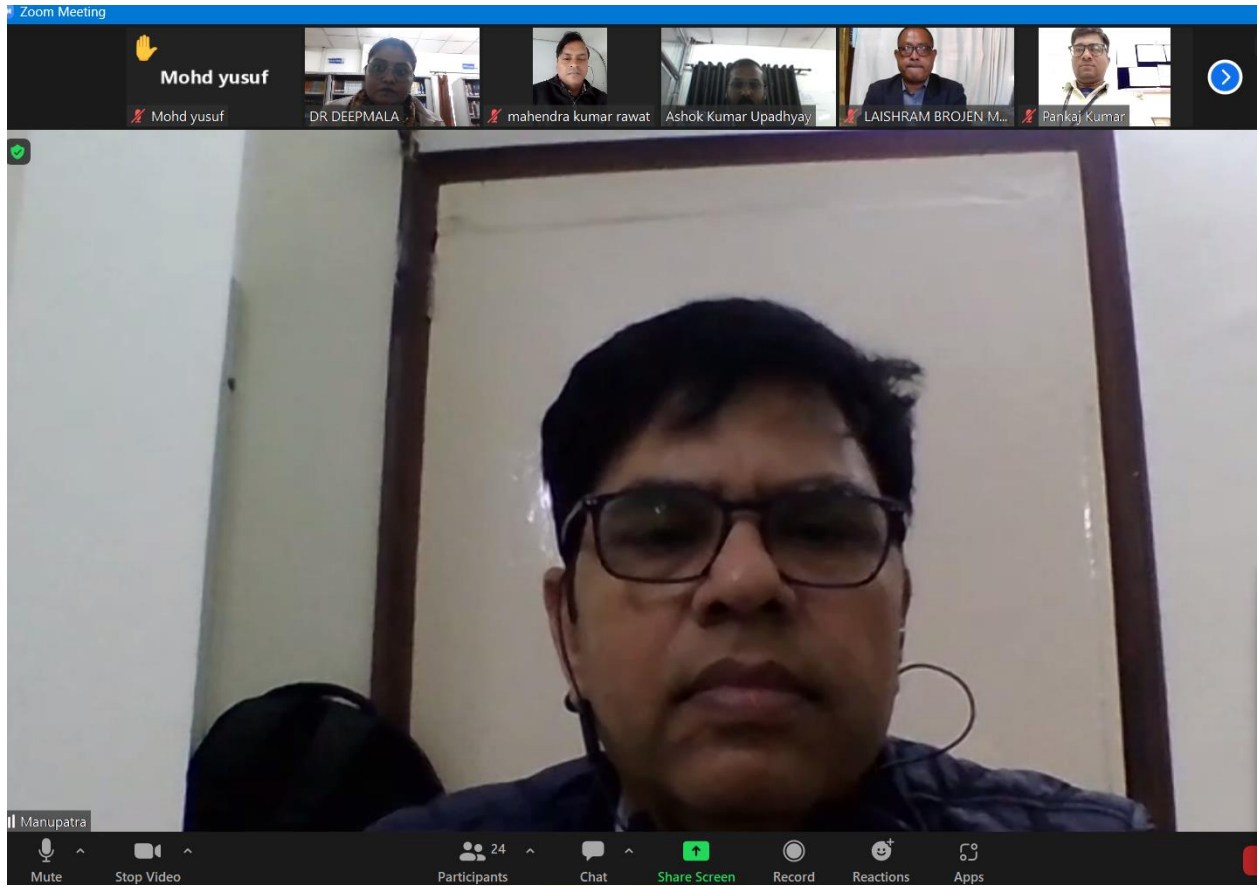 Zoom Meeting
Mohd yusuf
Mohd yusuf
DR DEEPMALA
mahendra kumar rawat
Ashok Kumar Upadhyay
LAISHRAM BROJEN M...
Pankaj Kumar
Manupatra
24
Mute
Stop Video
Participants
Chat
Share Screen
Record
Reactions
Apps